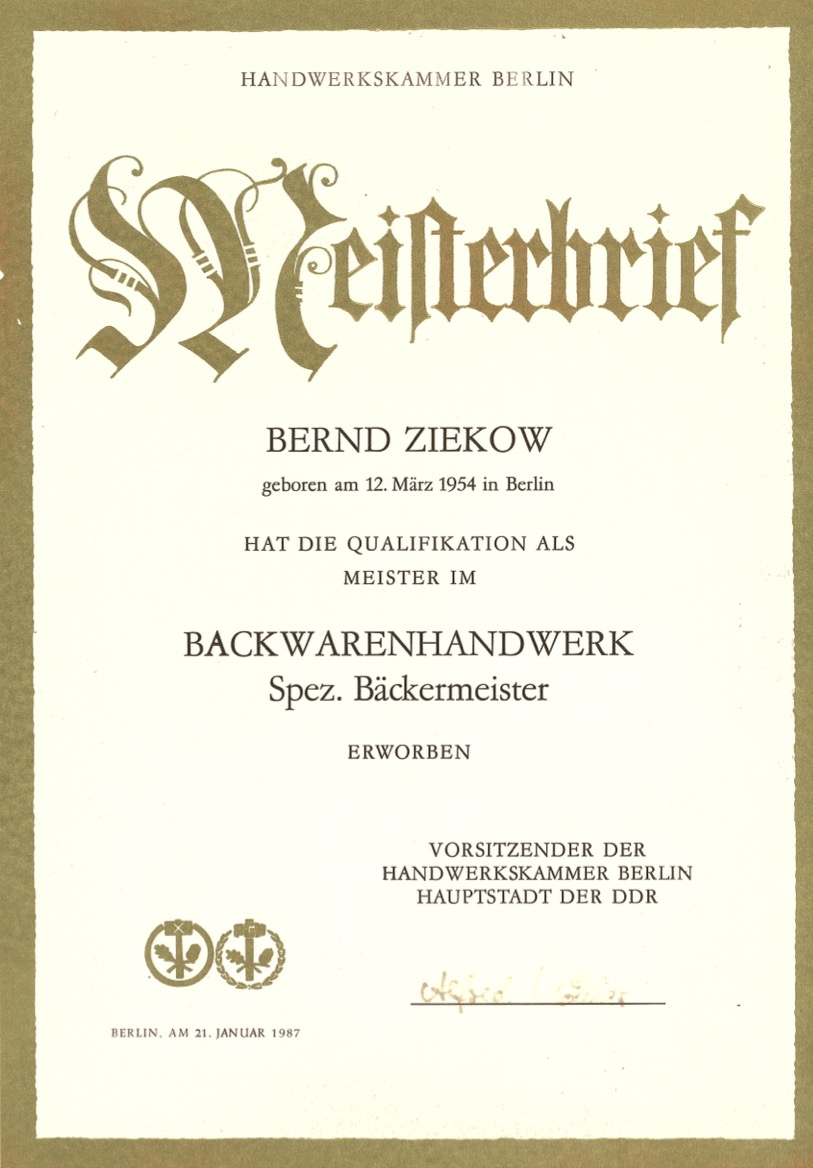 HANDWERKSKAMMER BERLIN
Meisterbrief
BERND ZIEKOW
geboren am 12. März 1954 in Berlin
HAT DIE QUALIFIKATION ALS
MEISTER IM
BACKWARENHANDWERK
Spez. Bäckermeister
ERWORBEN
VORSITZENDER DER
HANDWERKSKAMMER BERLIN
HAUPTSTADT DER DDR
BERLIN, AM 21. JANUAR 1987